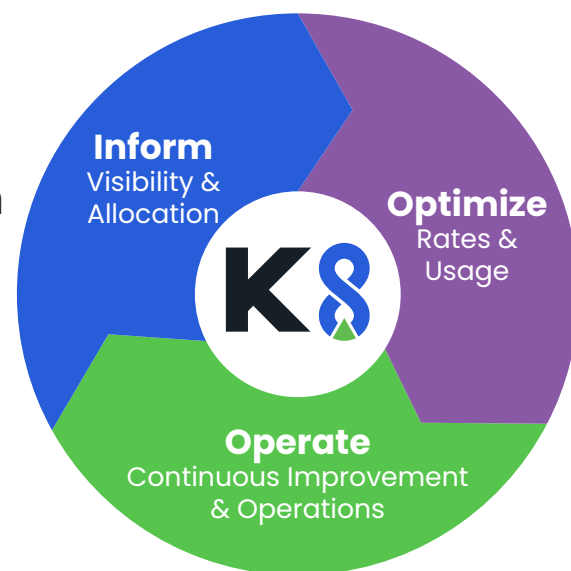 Inform
Visibility &
Allocation
Optimize
Rates &
Usage
K8
Operate
Continuous Improvement
& Operations